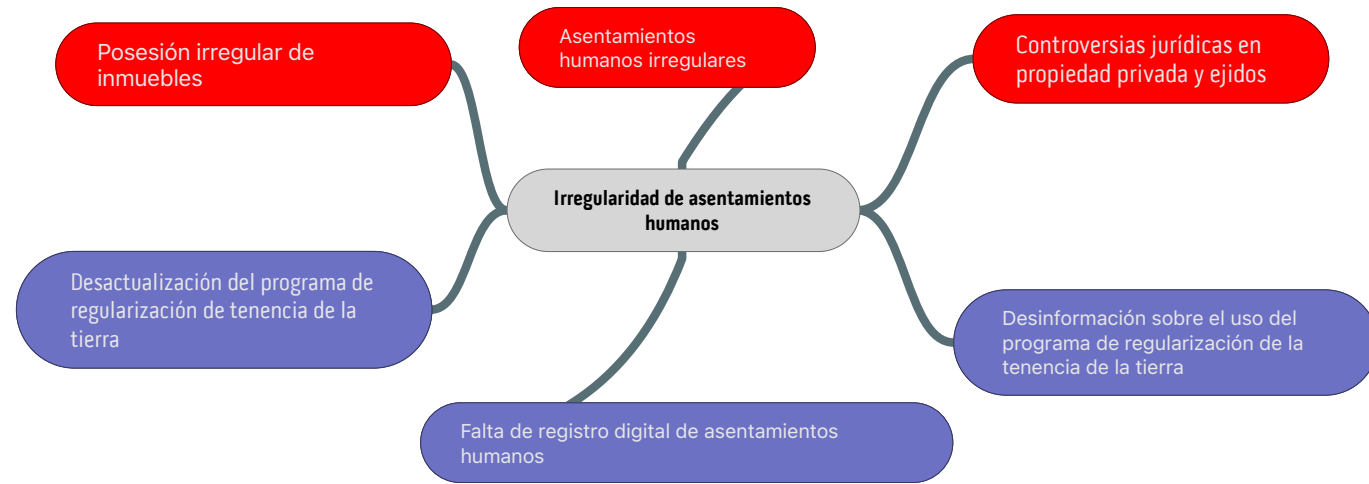 Posesión irregular de
inmuebles
Asentamientos
humanos irregulares
Controversias jurídicas en
propiedad privada y ejidos
Irregularidad de asentamientos
humanos
Desactualización del programa de
regularización de tenencia de la
tierra
Desinformación sobre el uso del
programa de regularización de la
tenencia de la tierra
Falta de registro digital de asentamientos
humanos